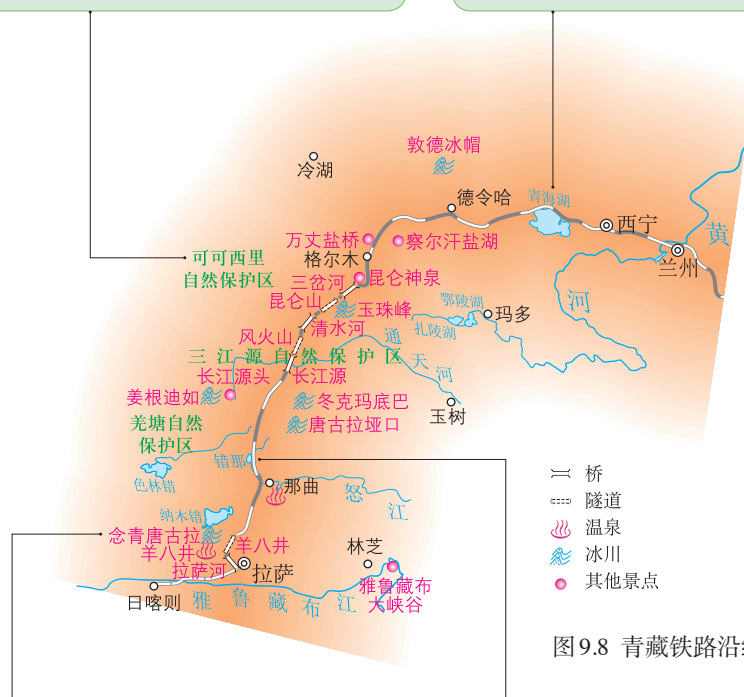 敦德冰帽
冷湖
德令哈
青海湖
西宁
黄
万丈盐桥
察尔汗盐湖
格尔木
兰州
可可西里
自然保护区
三岔河
昆仑神泉
昆仑山
玉珠峰
鄂陵湖
玛多
河
清水河
扎陵湖
风火山
通
三江源自然保护区
天
长江源头
长江源
河
姜根迪如
冬克玛底巴
玉树
羌塘自然
保护区
唐古拉垭口
错那
色林错
那曲
怒
江
纳木错
念青唐古拉
羊八井
羊八井
林芝
拉萨河
拉萨
雅鲁藏布
大峡谷
日喀则
雅鲁藏布江
桥
隧道
温泉
冰川
其他景点
图9.8 青藏铁路沿